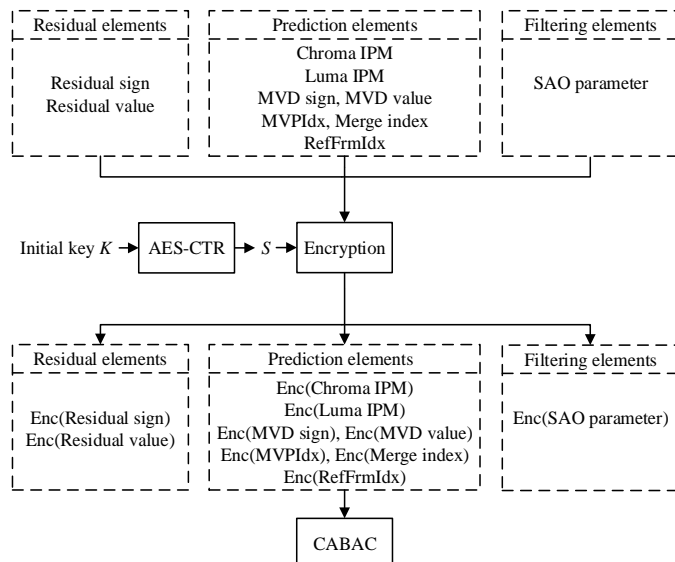 Residual elements
Residual sign
Residual value
Prediction elements
Chroma IPM
Luma IPM
MVD sign, MVD value
MVPIdx, Merge index
RefFrmIdx
Filtering elements
SAO parameter
Initial key K
AES-CTR
S
Encryption
Residual elements
Enc(Residual sign)
Enc(Residual value)
Prediction elements
Enc(Chroma IPM)
Enc(Luma IPM)
Enc(MVD sign), Enc(MVD value)
Enc(MVPIdx), Enc(Merge index)
Enc(RefFrmIdx)
Filtering elements
Enc(SAO parameter)
CABAC